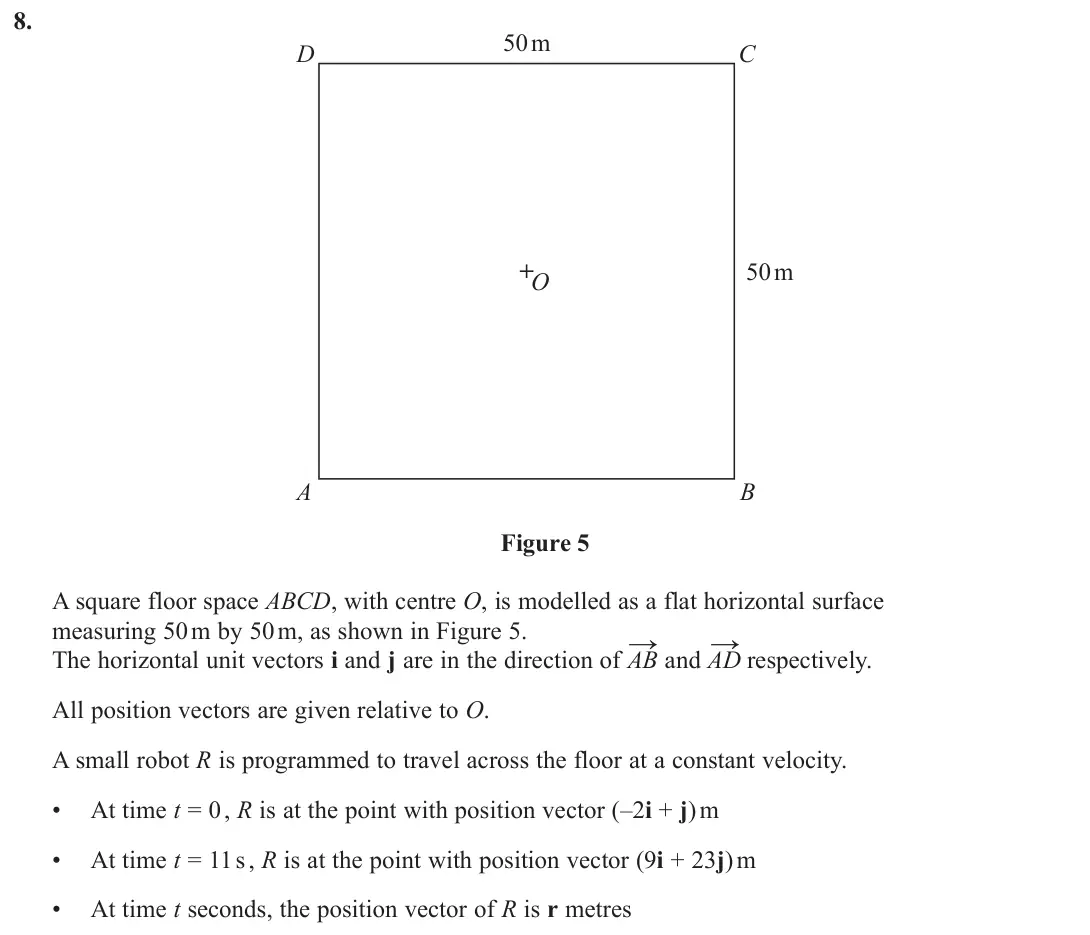 8.
50 m
D
C
+O
50 m
A
B
Figure 5
A square floor space ABCD, with centre O, is modelled as a flat horizontal surface
measuring 50 m by 50 m, as shown in Figure 5.
The horizontal unit vectors i and j are in the direction of \overrightarrow{AB} and \overrightarrow{AD} respectively.
All position vectors are given relative to O.
A small robot R is programmed to travel across the floor at a constant velocity.
• At time t = 0, R is at the point with position vector (–2i + j) m
• At time t = 11 s, R is at the point with position vector (9i + 23j) m
• At time t seconds, the position vector of R is r metres